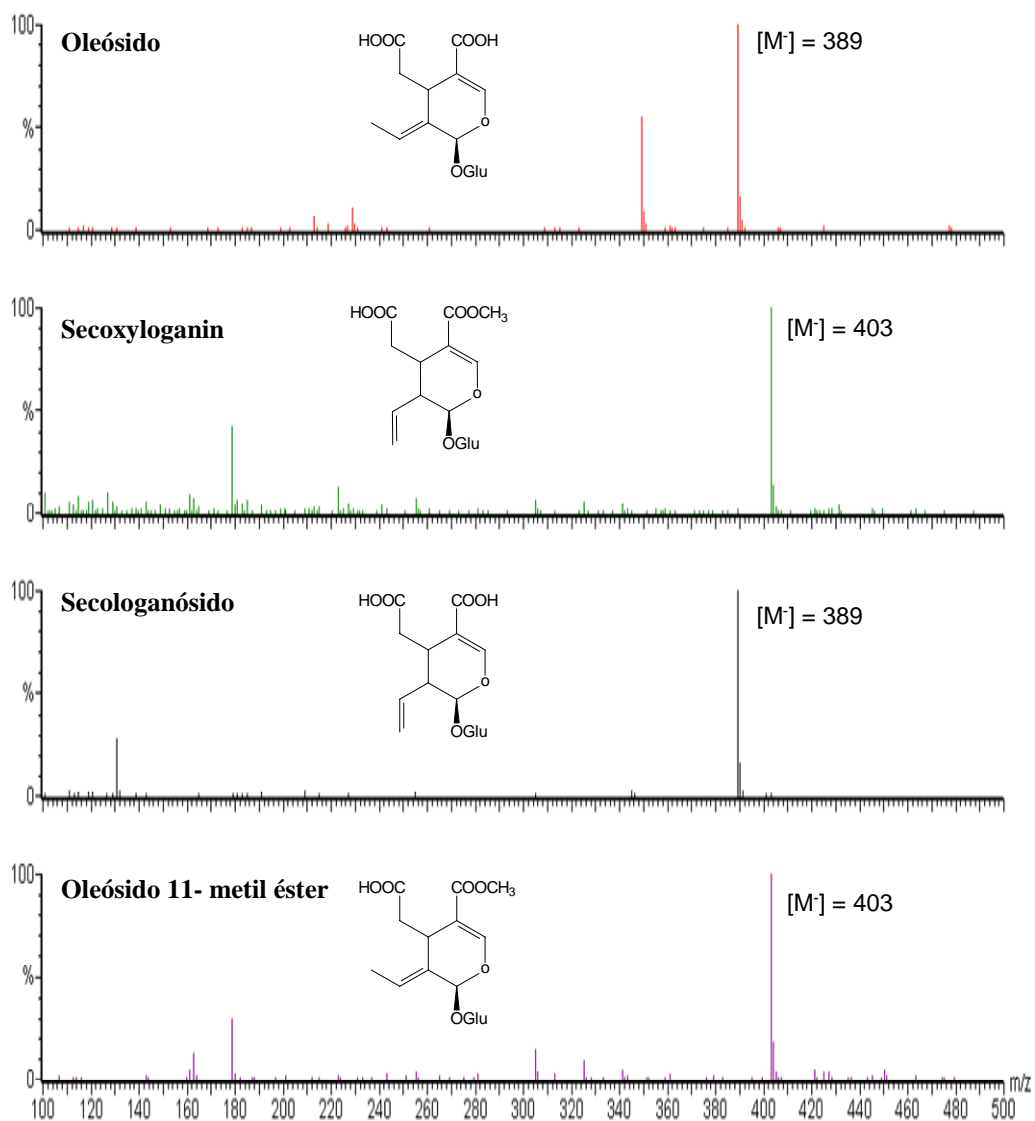 100
Oleósido
HOOC COOH
[M-] = 389
%
O
OGlu
0
100
Secoxyloganin
HOOC COOCH3
[M-] = 403
%
O
OGlu
0
100
Secologanósido
HOOC COOH
[M-] = 389
%
O
OGlu
0
100
Oleósido 11- metil éster
HOOC COOCH3
[M-] = 403
%
O
OGlu
0
m/z
100 120 140 160 180 200 220 240 260 280 300 320 340 360 380 400 420 440 460 480 500